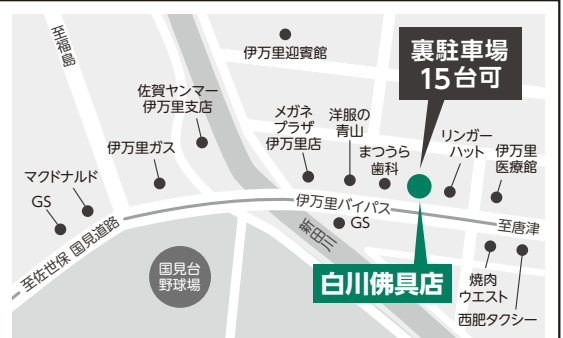 至福島
伊万里迎賓館
裏駐車場
15台可
佐賀ヤンマー
伊万里支店
メガネ
プラザ
伊万里店
洋服の
青山
まつうら
歯科
リンガー
ハット
伊万里
医療館
伊万里ガス
マクドナルド
GS
伊万里バイパス
GS
至唐津
至佐世保 国見道路
新田川
国見台
野球場
白川佛具店
焼肉
ウエスト
西肥タクシー